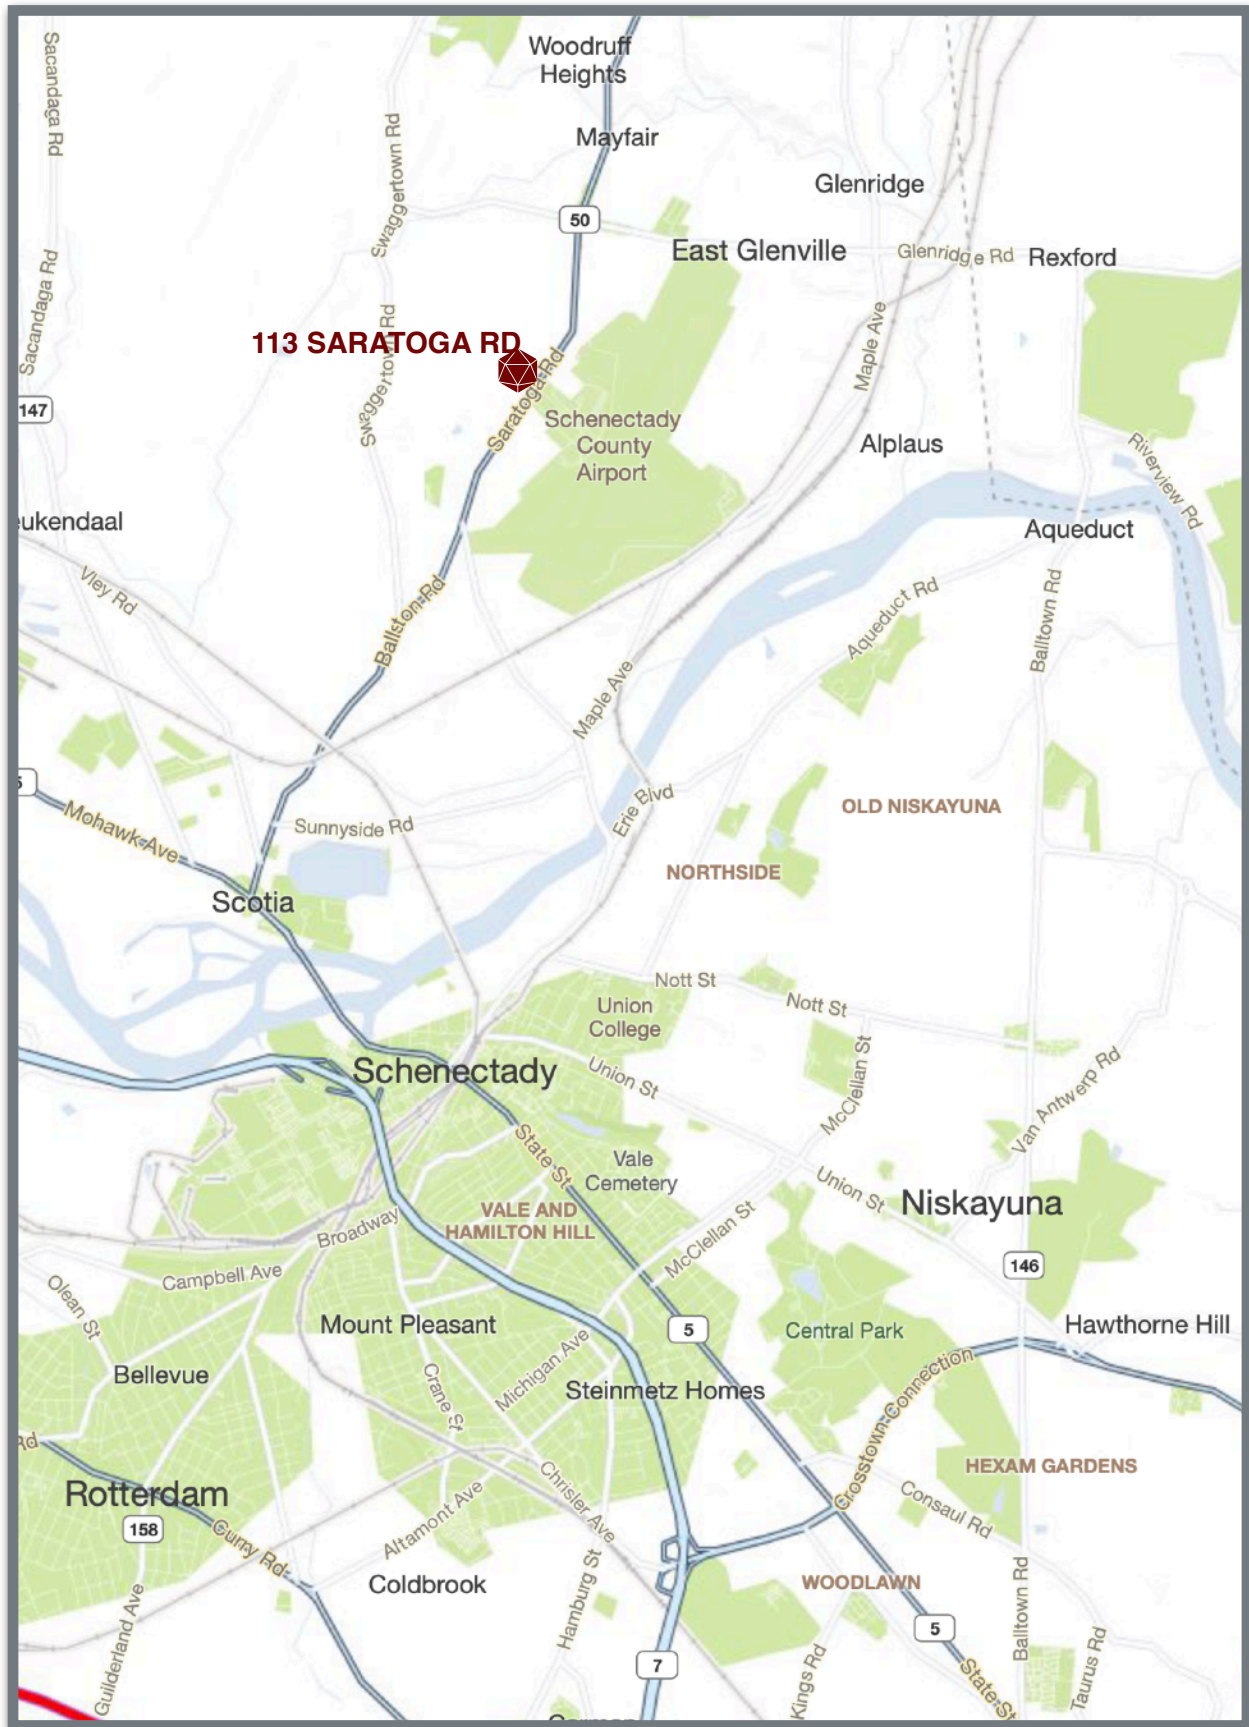 Woodruff
Heights
Sacandaga Rd
Mayfair
Swaggertown Rd
Glenridge
50
East Glenville
Glenridge Rd
Rexford
Sacandaga Rd
113 SARATOGA RD
Swaggertown Rd
Maple Ave
Saratoga Rd
147
Schenectady
County
Airport
Alplaus
Riverview Rd
eukendaal
Aqueduct
Vley Rd
Ballston Rd
Aqueduct Rd
Balltown Rd
Maple Ave
5
Mohawk Ave
Sunnyside Rd
Erie Blvd
OLD NISKAYUNA
NORTHSIDE
Scotia
Nott St
Nott St
Union
College
Schenectady
Union St
McClellan St
Van Antwerp Rd
State St
Vale
Cemetery
Union St
Niskayuna
VALE AND
HAMILTON HILL
Broadway
McClellan St
146
Campbell Ave
Olean St
Mount Pleasant
5
Central Park
Hawthorne Hill
Bellevue
Crane St
Michigan Ave
Steinmetz Homes
Crosstown Connection
Rd
HEXAM GARDENS
Rotterdam
158
Curry Rd
Altamont Ave
Chrisler Ave
Consaul Rd
Coldbrook
Hamburg St
WOODLAWN
Guilderland Ave
5
Balltown Rd
7
Kings Rd
State St
Taurus Rd